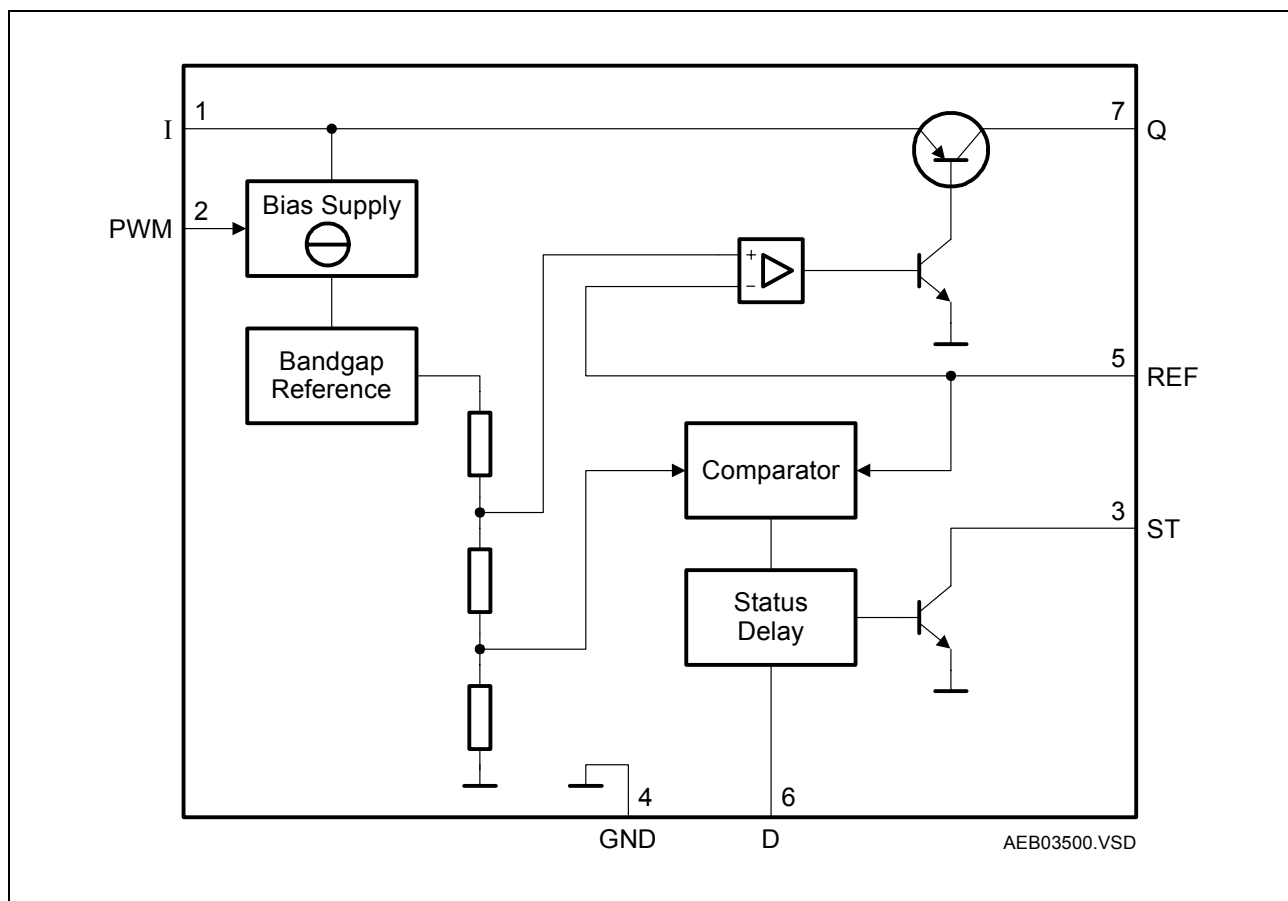 1
7
I
Q
2
Bias Supply
PWM
+
−
Bandgap
Reference
5
REF
Comparator
3
ST
Status
Delay
4
6
GND
D
AEB03500.VSD